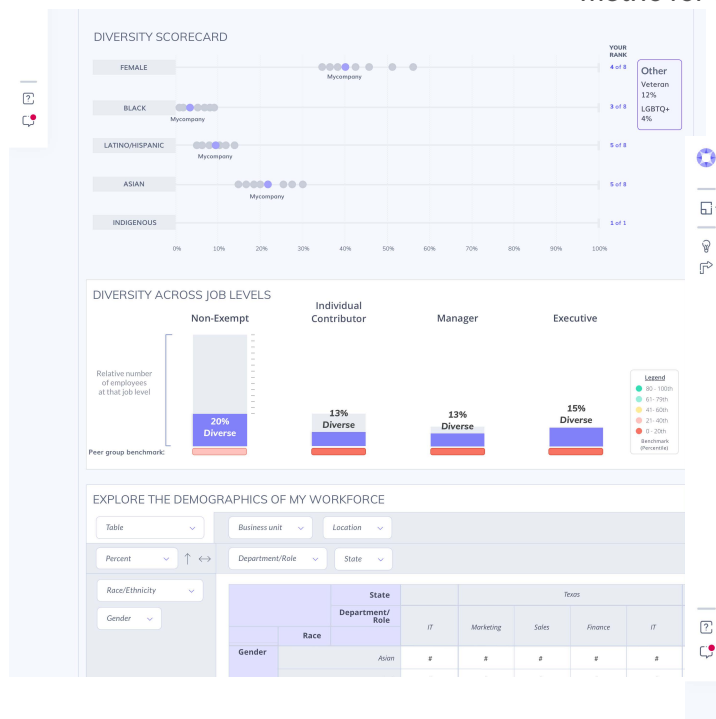 DIVERSITY SCORECARD
YOUR
RANK
FEMALE
Mycompany
4 of 8
Other
Veteran
12%
LGBTQ+
4%
BLACK
Mycompany
3 of 8
LATINO/HISPANIC
Mycompany
5 of 8
ASIAN
Mycompany
5 of 8
INDIGENOUS
1 of 1
0% 10% 20% 30% 40% 50% 60% 70% 80% 90% 100%
DIVERSITY ACROSS JOB LEVELS
Non-Exempt
Individual
Contributor
Manager
Executive
Relative number
of employees
at that job level
20%
Diverse
13%
Diverse
13%
Diverse
15%
Diverse
Peer group benchmark:
Legend
80 - 100th
61- 79th
41- 60th
21- 40th
0 - 20th
Benchmark
(Percentile)
EXPLORE THE DEMOGRAPHICS OF MY WORKFORCE
Table
Business unit
Location
Percent
Department/Role
State
Race/Ethnicity
Gender
State
Texas
Department/
Role
IT
Marketing
Sales
Finance
IT
Race
Gender
Asian
# # # # #